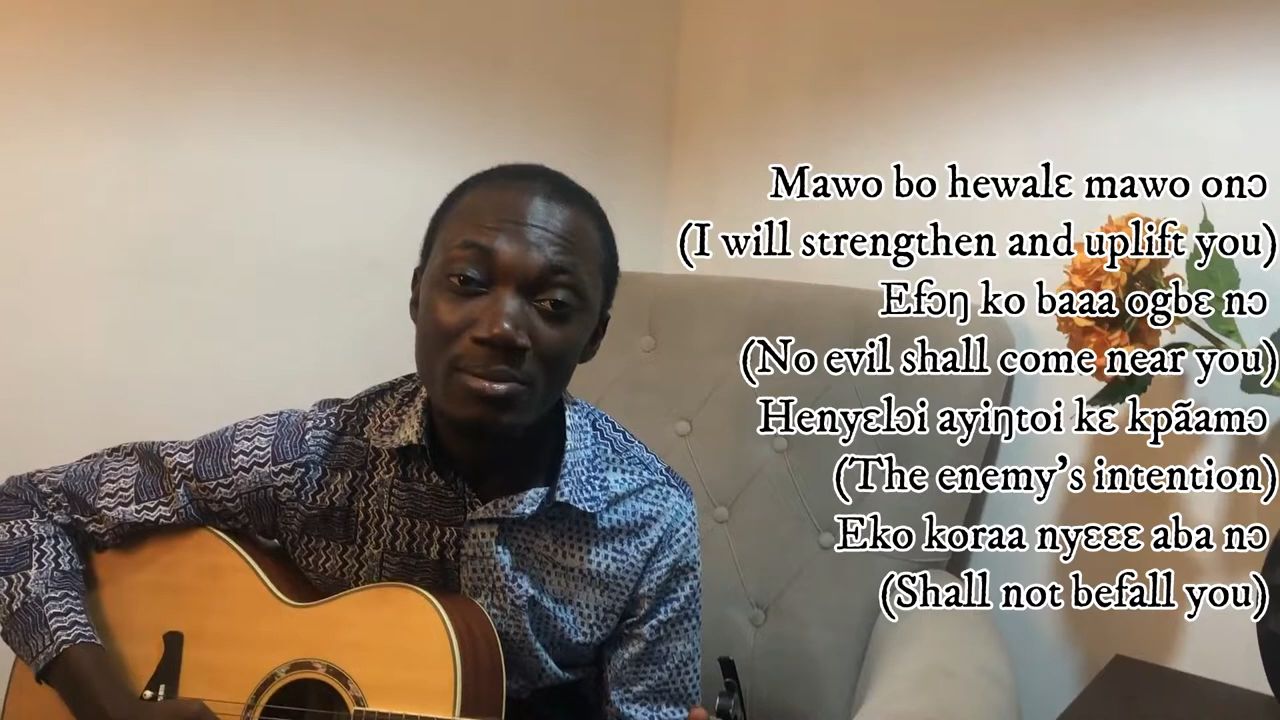 Mawo bo hewalɛ mawo onɔ
(I will strengthen and uplift you)
Efɔŋ ko baaa ogbɛ nɔ
(No evil shall come near you)
Henyɛlɔi ayiŋtoi kɛ kpãamɔ
(The enemy's intention)
Eko koraa nyɛɛɛ aba nɔ
(Shall not befall you)